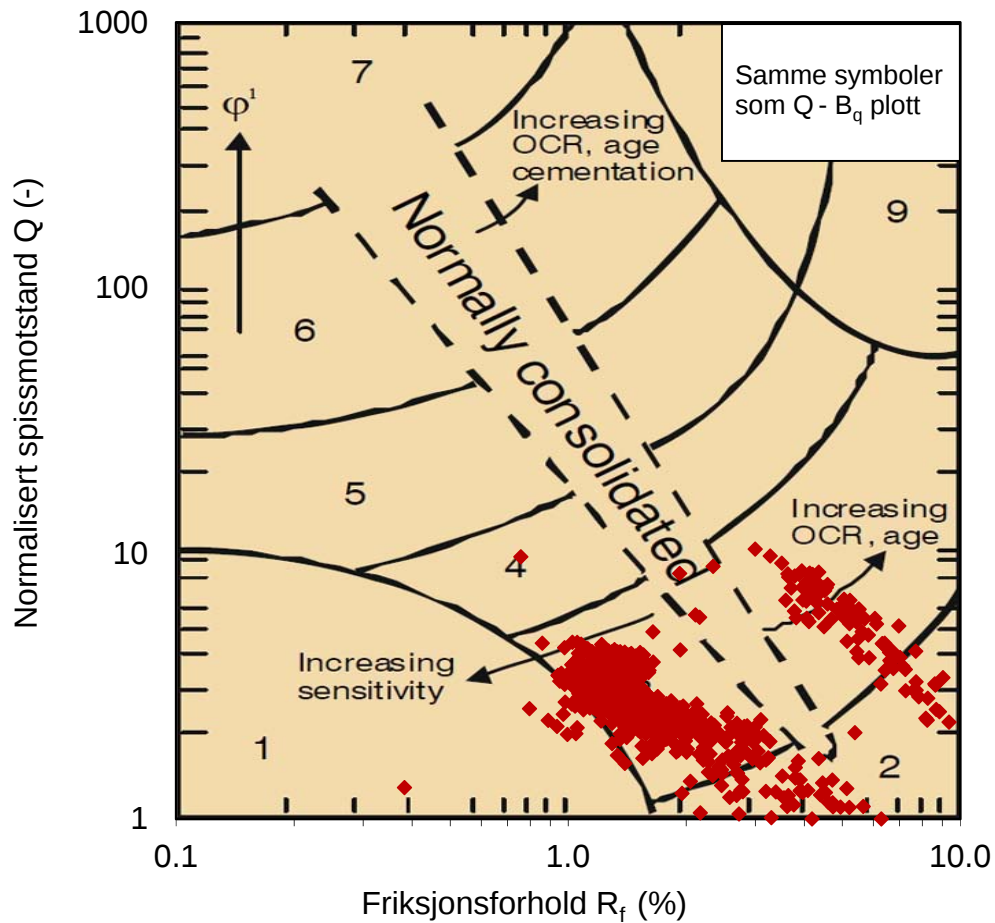 1000
100
10
1
Normalisert spissmotstand Q (-)
7
φ¹
Increasing
OCR, age
cementation
Samme symboler
som Q - Bq plott
9
6
Normally consolidated
5
Increasing
OCR, age
4
Increasing
sensitivity
1
2
0.1
1.0
10.0
Friksjonsforhold Rf (%)